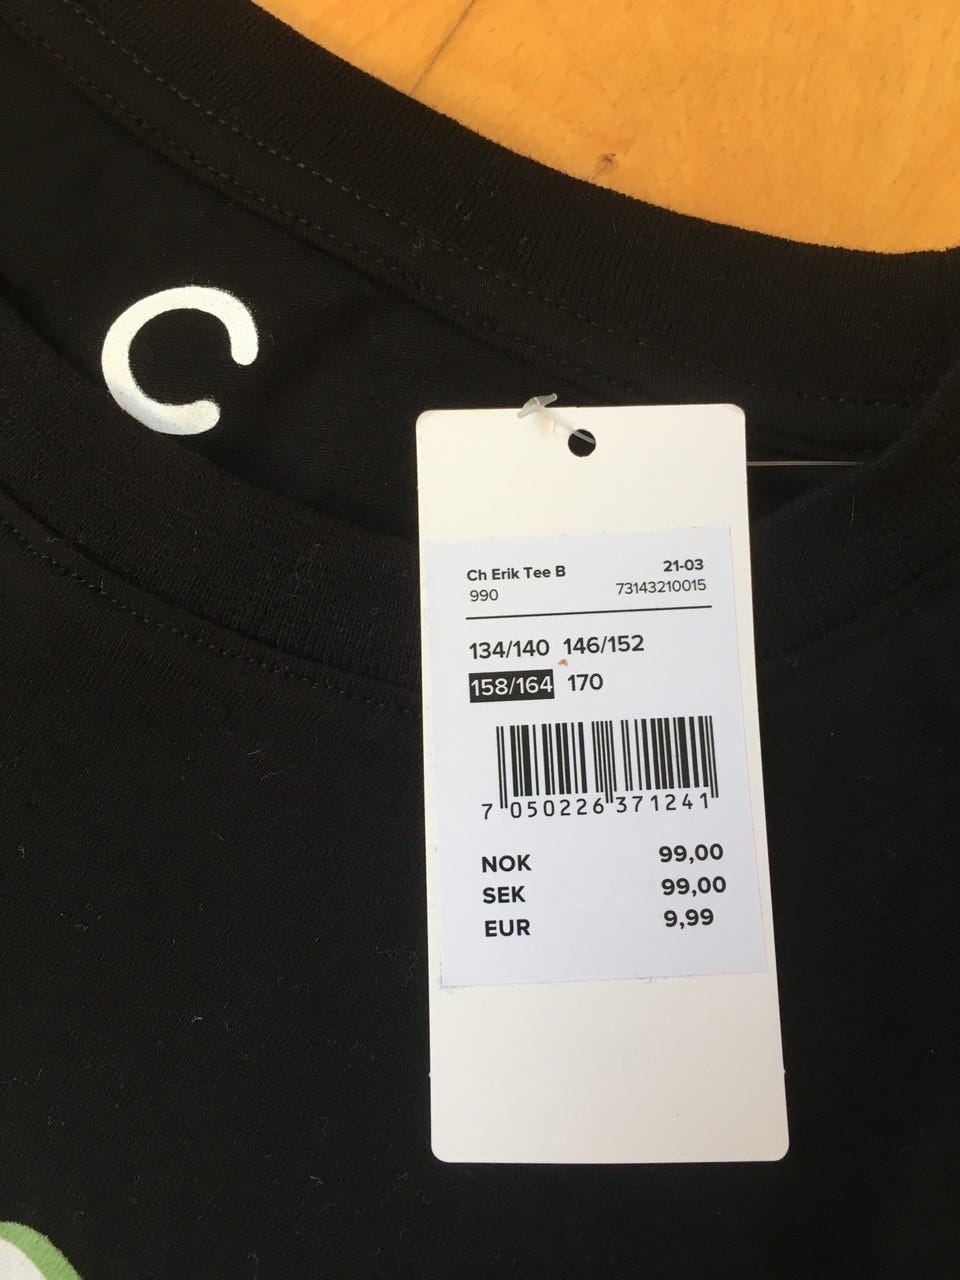 C
Ch Erik Tee B 21-03
990 73143210015
134/140 146/152
158/164 170
7 050226 371241
NOK 99,00
SEK 99,00
EUR 9,99